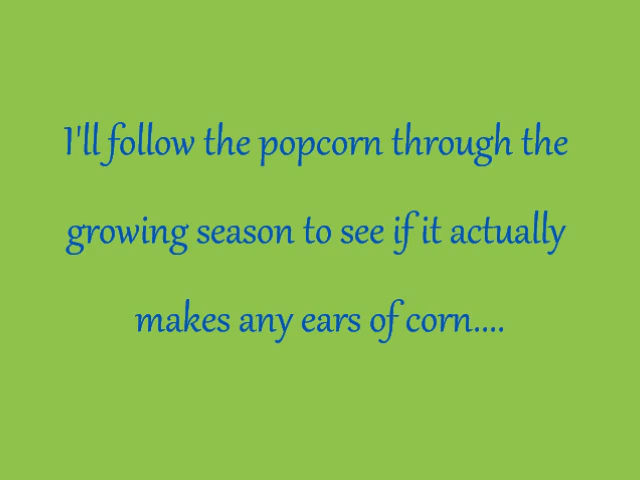 I'll follow the popcorn through the
growing season to see if it actually
makes any ears of corn....